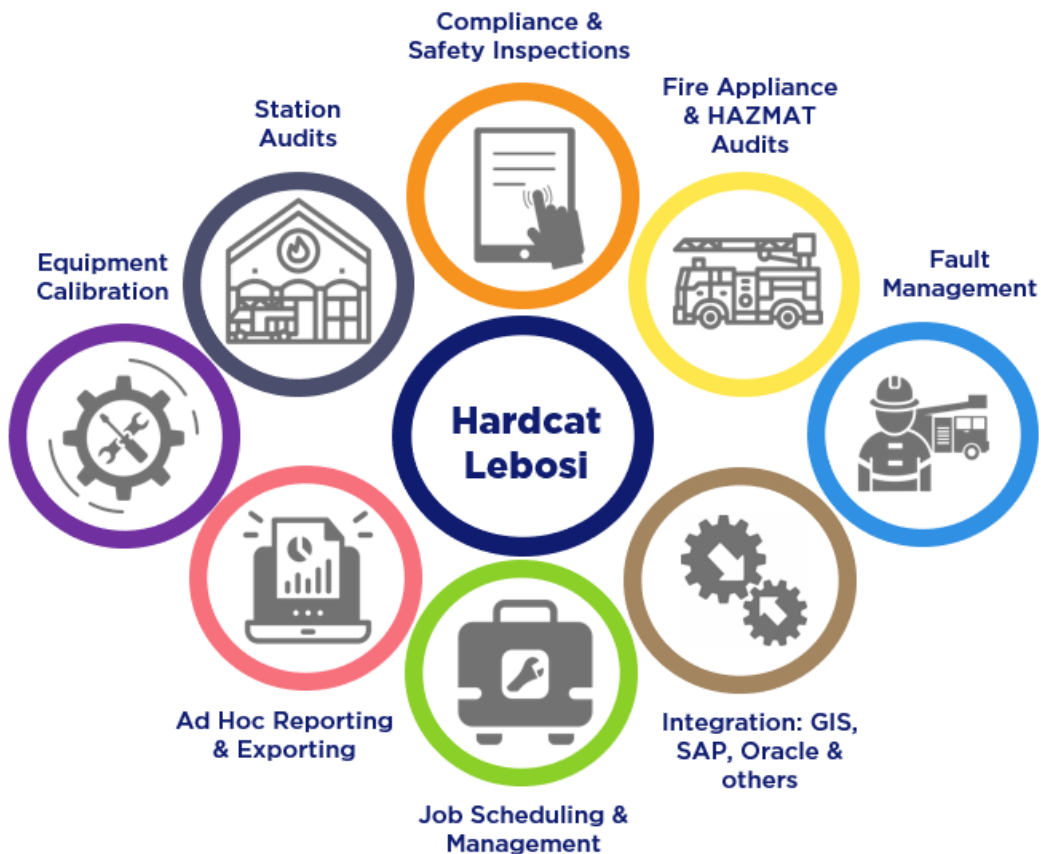 Compliance &
Safety Inspections
Fire Appliance
& HAZMAT
Audits
Station
Audits
Equipment
Calibration
Fault
Management
Hardcat
Lebosi
Ad Hoc Reporting
& Exporting
Integration: GIS,
SAP, Oracle &
others
Job Scheduling &
Management